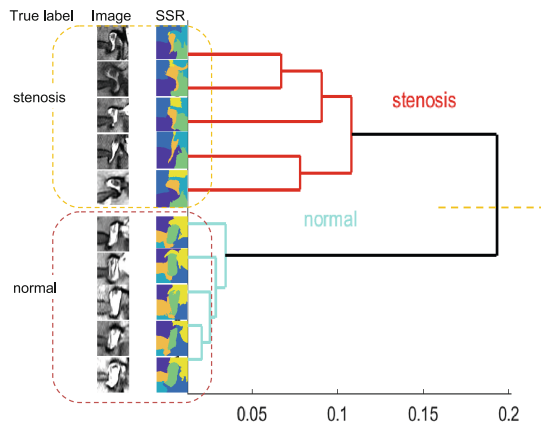 True label Image SSR
stenosis
stenosis
normal
normal
0.05 0.1 0.15 0.2